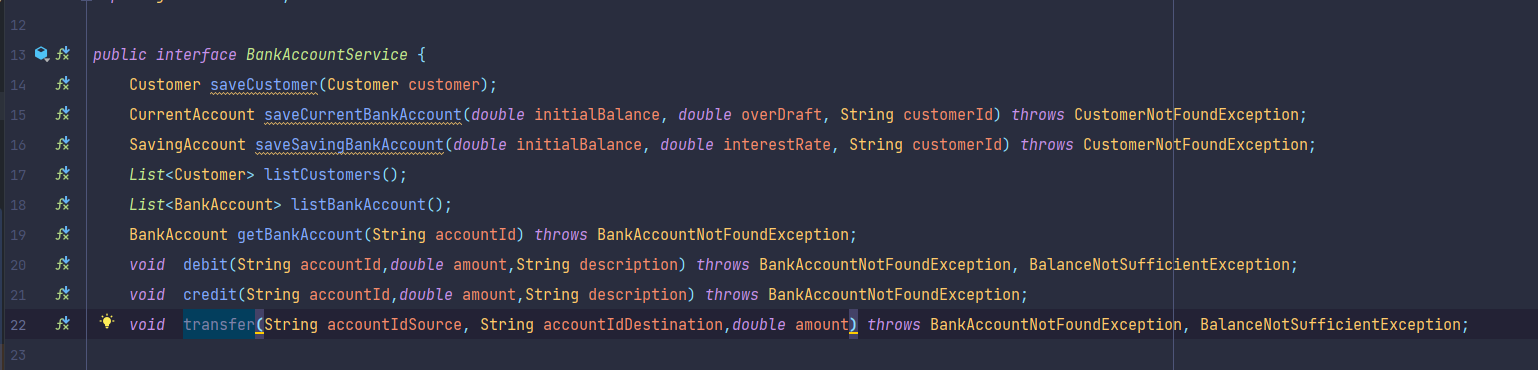 12
13 public interface BankAccountService {
14 Customer saveCustomer(Customer customer);
15 CurrentAccount saveCurrentBankAccount(double initialBalance, double overDraft, String customerId) throws CustomerNotFoundException;
16 SavingAccount saveSavingBankAccount(double initialBalance, double interestRate, String customerId) throws CustomerNotFoundException;
17 List<Customer> listCustomers();
18 List<BankAccount> listBankAccount();
19 BankAccount getBankAccount(String accountId) throws BankAccountNotFoundException;
20 void  debit(String accountId,double amount,String description) throws BankAccountNotFoundException, BalanceNotSufficientException;
21 void  credit(String accountId,double amount,String description) throws BankAccountNotFoundException;
22 void  transfer(String accountIdSource, String accountIdDestination,double amount) throws BankAccountNotFoundException, BalanceNotSufficientException;
23